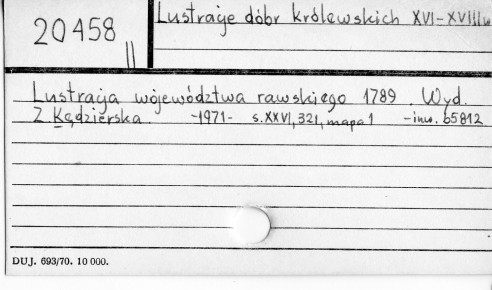 20458
II
Lustracje dóbr królewskich XVI-XVIII w
Lustracja województwa rawskiego 1789 Wyd.
Z. Kędzierska -1971- s. XXVI, 321, mapa 1 -inw. 65812
DUJ. 693/70. 10 000.